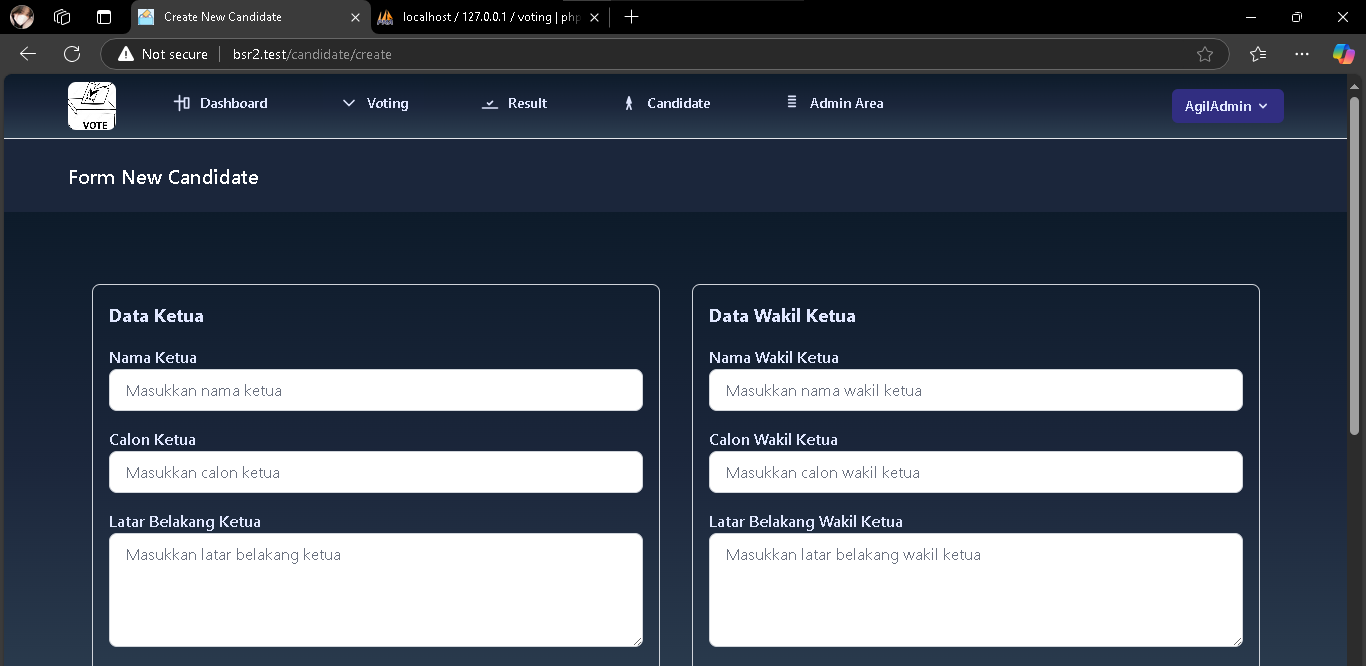 Create New Candidate
localhost / 127.0.0.1 / voting | php
Not secure
bsr2.test/candidate/create
VOTE
Dashboard
Voting
Result
Candidate
Admin Area
AgilAdmin
Form New Candidate
Data Ketua
Nama Ketua
Masukkan nama ketua
Calon Ketua
Masukkan calon ketua
Latar Belakang Ketua
Masukkan latar belakang ketua
Data Wakil Ketua
Nama Wakil Ketua
Masukkan nama wakil ketua
Calon Wakil Ketua
Masukkan calon wakil ketua
Latar Belakang Wakil Ketua
Masukkan latar belakang wakil ketua